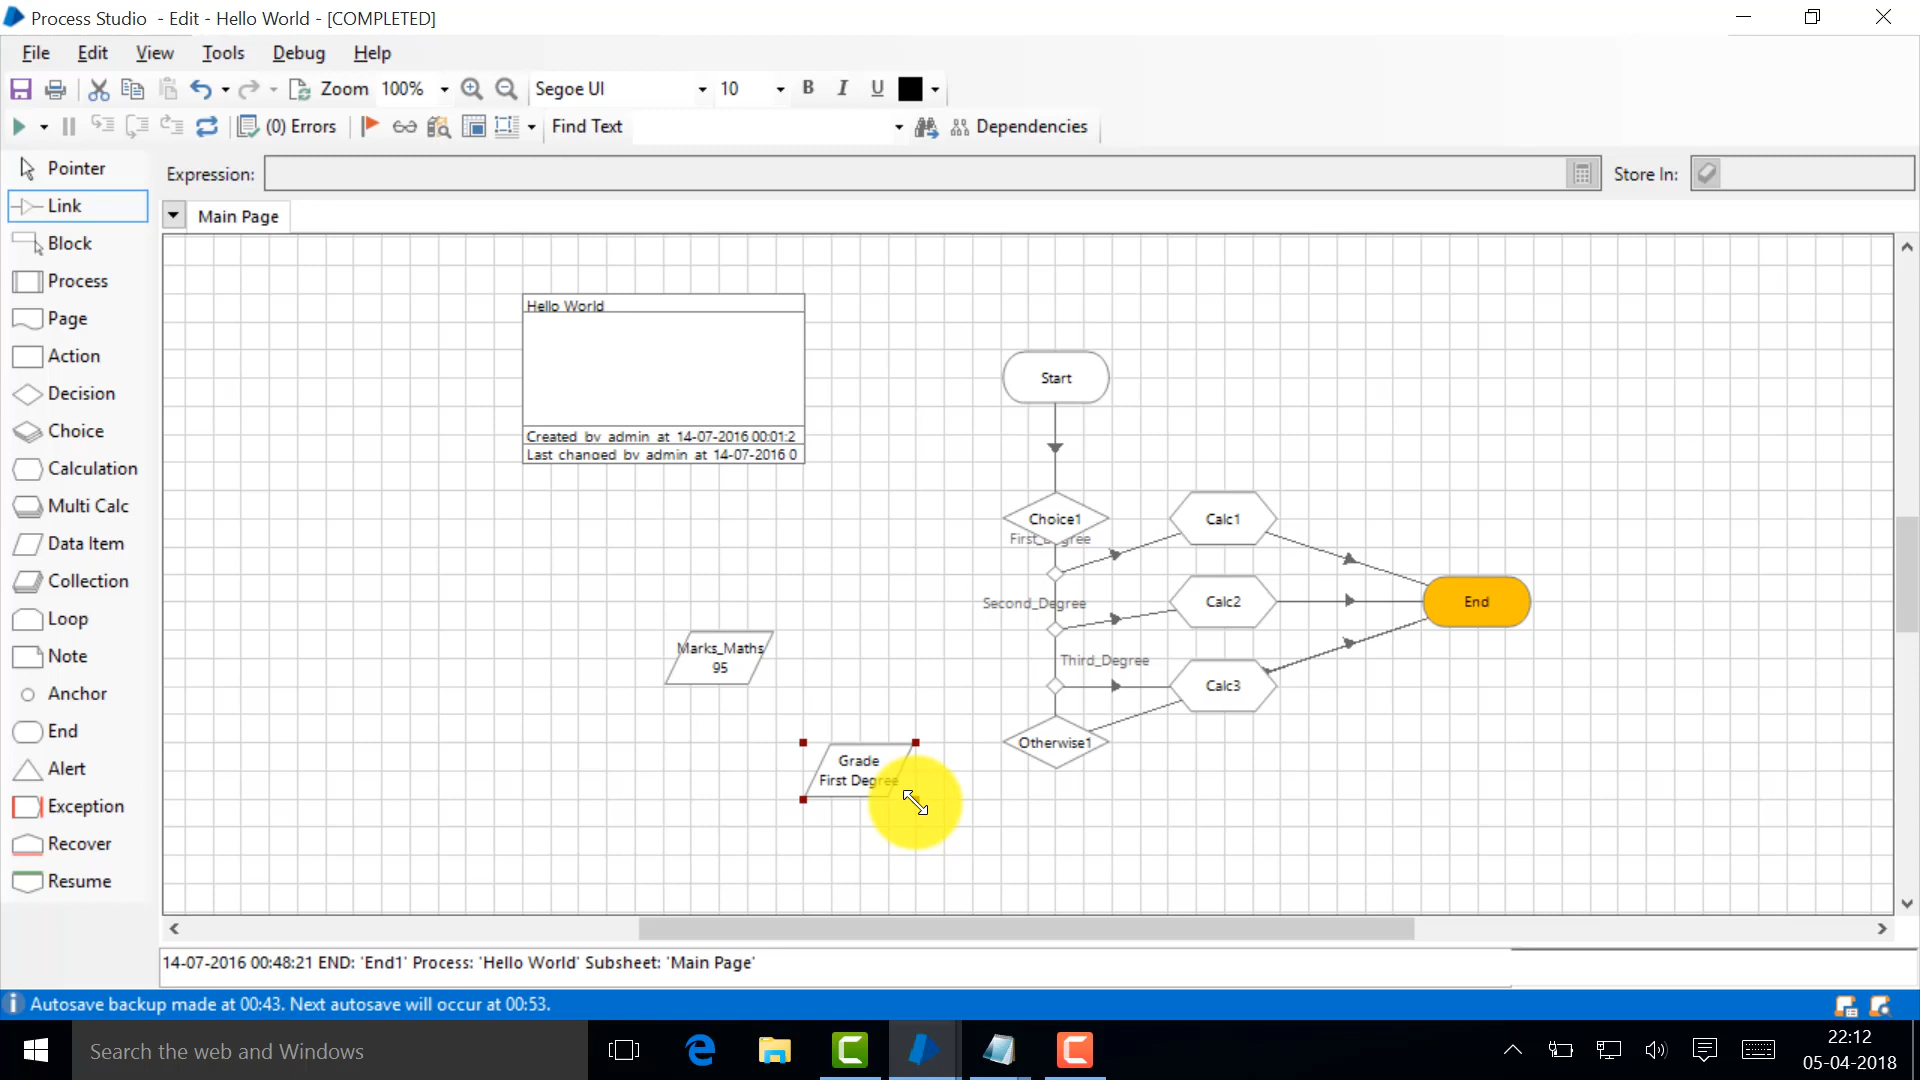 Process Studio - Edit - Hello World - [COMPLETED]
File Edit View Tools Debug Help
Zoom 100% Segoe UI 10 B I U
(0) Errors Find Text Dependencies
Pointer
Link
Block
Process
Page
Action
Decision
Choice
Calculation
Multi Calc
Data Item
Collection
Loop
Note
Anchor
End
Alert
Exception
Recover
Resume
Expression: Store In:
Main Page
Hello World
Created by admin at 14-07-2016 00:01:2
Last changed by admin at 14-07-2016 0
Start
Choice1
First_Degree
Calc1
Second_Degree
Calc2
End
Third_Degree
Calc3
Otherwise1
Marks_Maths
95
Grade
First Degree
14-07-2016 00:48:21 END: 'End1' Process: 'Hello World' Subsheet: 'Main Page'
Autosave backup made at 00:43. Next autosave will occur at 00:53.
Search the web and Windows
22:12
05-04-2018